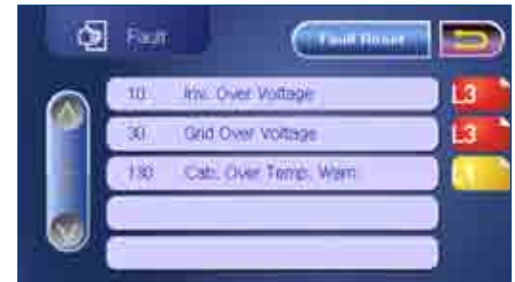 Fault
Fault Reset
10 Inv. Over Voltage L3
30 Grid Over Voltage L3
130 Cab. Over Temp. Warn